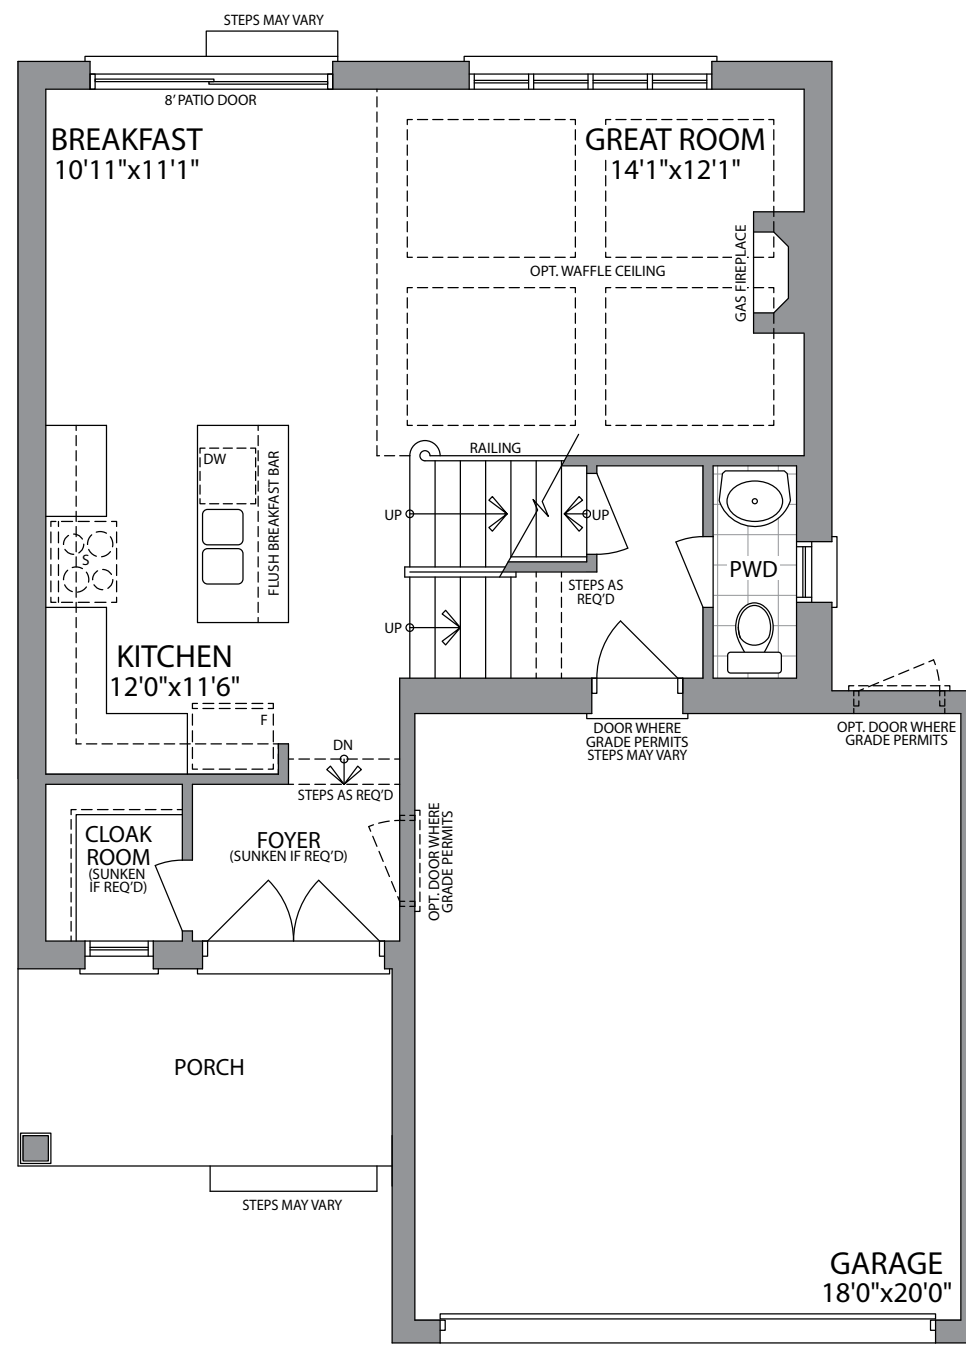 STEPS MAY VARY
8' PATIO DOOR
BREAKFAST
10'11"x11'1"
GREAT ROOM
14'1"x12'1"
OPT. WAFFLE CEILING
GAS FIREPLACE
RAILING
DW
FLUSH BREAKFAST BAR
S
UP
UP
UP
STEPS AS
REQ'D
PWD
KITCHEN
12'0"x11'6"
F
DN
STEPS AS REQ'D
DOOR WHERE
GRADE PERMITS
STEPS MAY VARY
OPT. DOOR WHERE
GRADE PERMITS
CLOAK
ROOM
(SUNKEN
IF REQ'D)
FOYER
(SUNKEN IF REQ'D)
OPT. DOOR WHERE
GRADE PERMITS
PORCH
STEPS MAY VARY
GARAGE
18'0"x20'0"